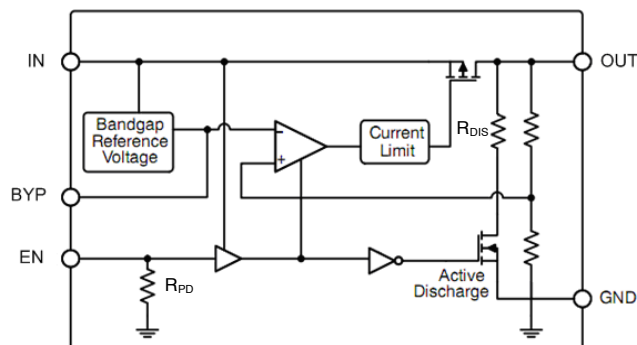 IN
OUT
Bandgap
Reference
Voltage
−
+
Current
Limit
RDIS
BYP
EN
RPD
Active
Discharge
GND